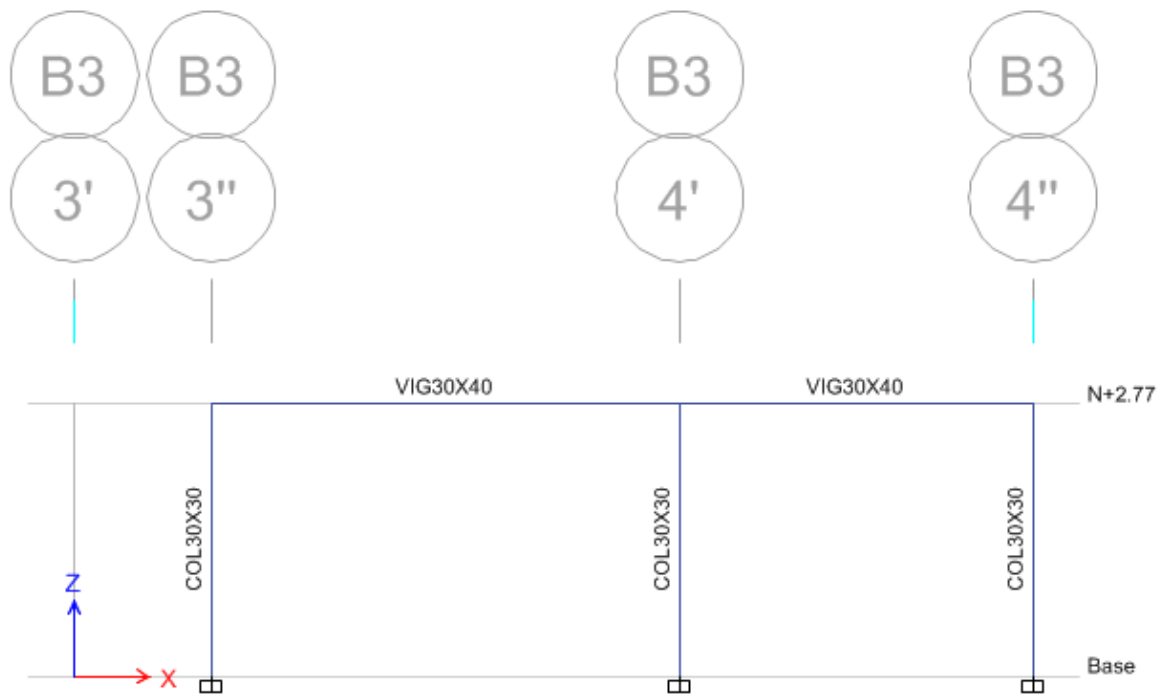 B3 B3 B3 B3
3' 3" 4' 4"
VIG30X40 VIG30X40
N+2.77
COL30X30 COL30X30 COL30X30
Z
X
Base